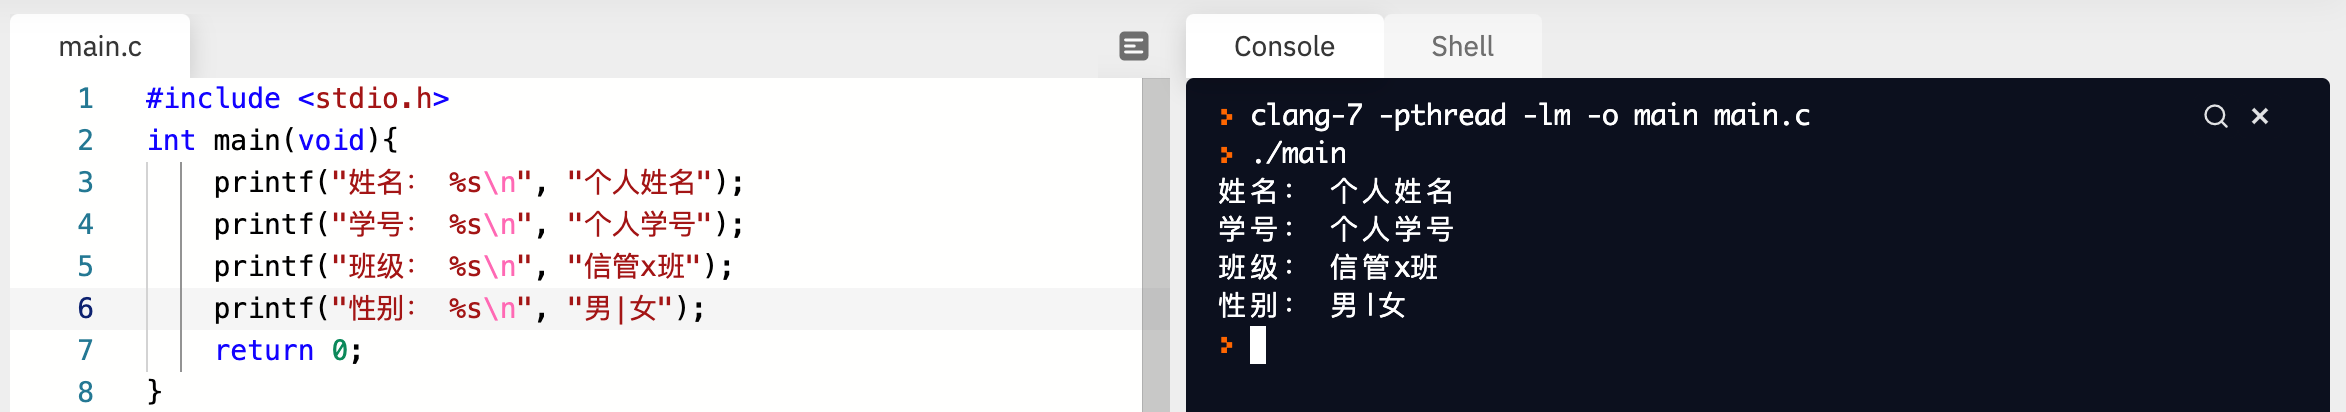 main.c
1 #include <stdio.h>
2 int main(void){
3 printf("姓名： %s\n", "个人姓名");
4 printf("学号： %s\n", "个人学号");
5 printf("班级： %s\n", "信管x班");
6 printf("性别： %s\n", "男|女");
7 return 0;
8 }
Console Shell
clang-7 -pthread -lm -o main main.c
./main
姓名： 个人姓名
学号： 个人学号
班级： 信管x班
性别： 男|女